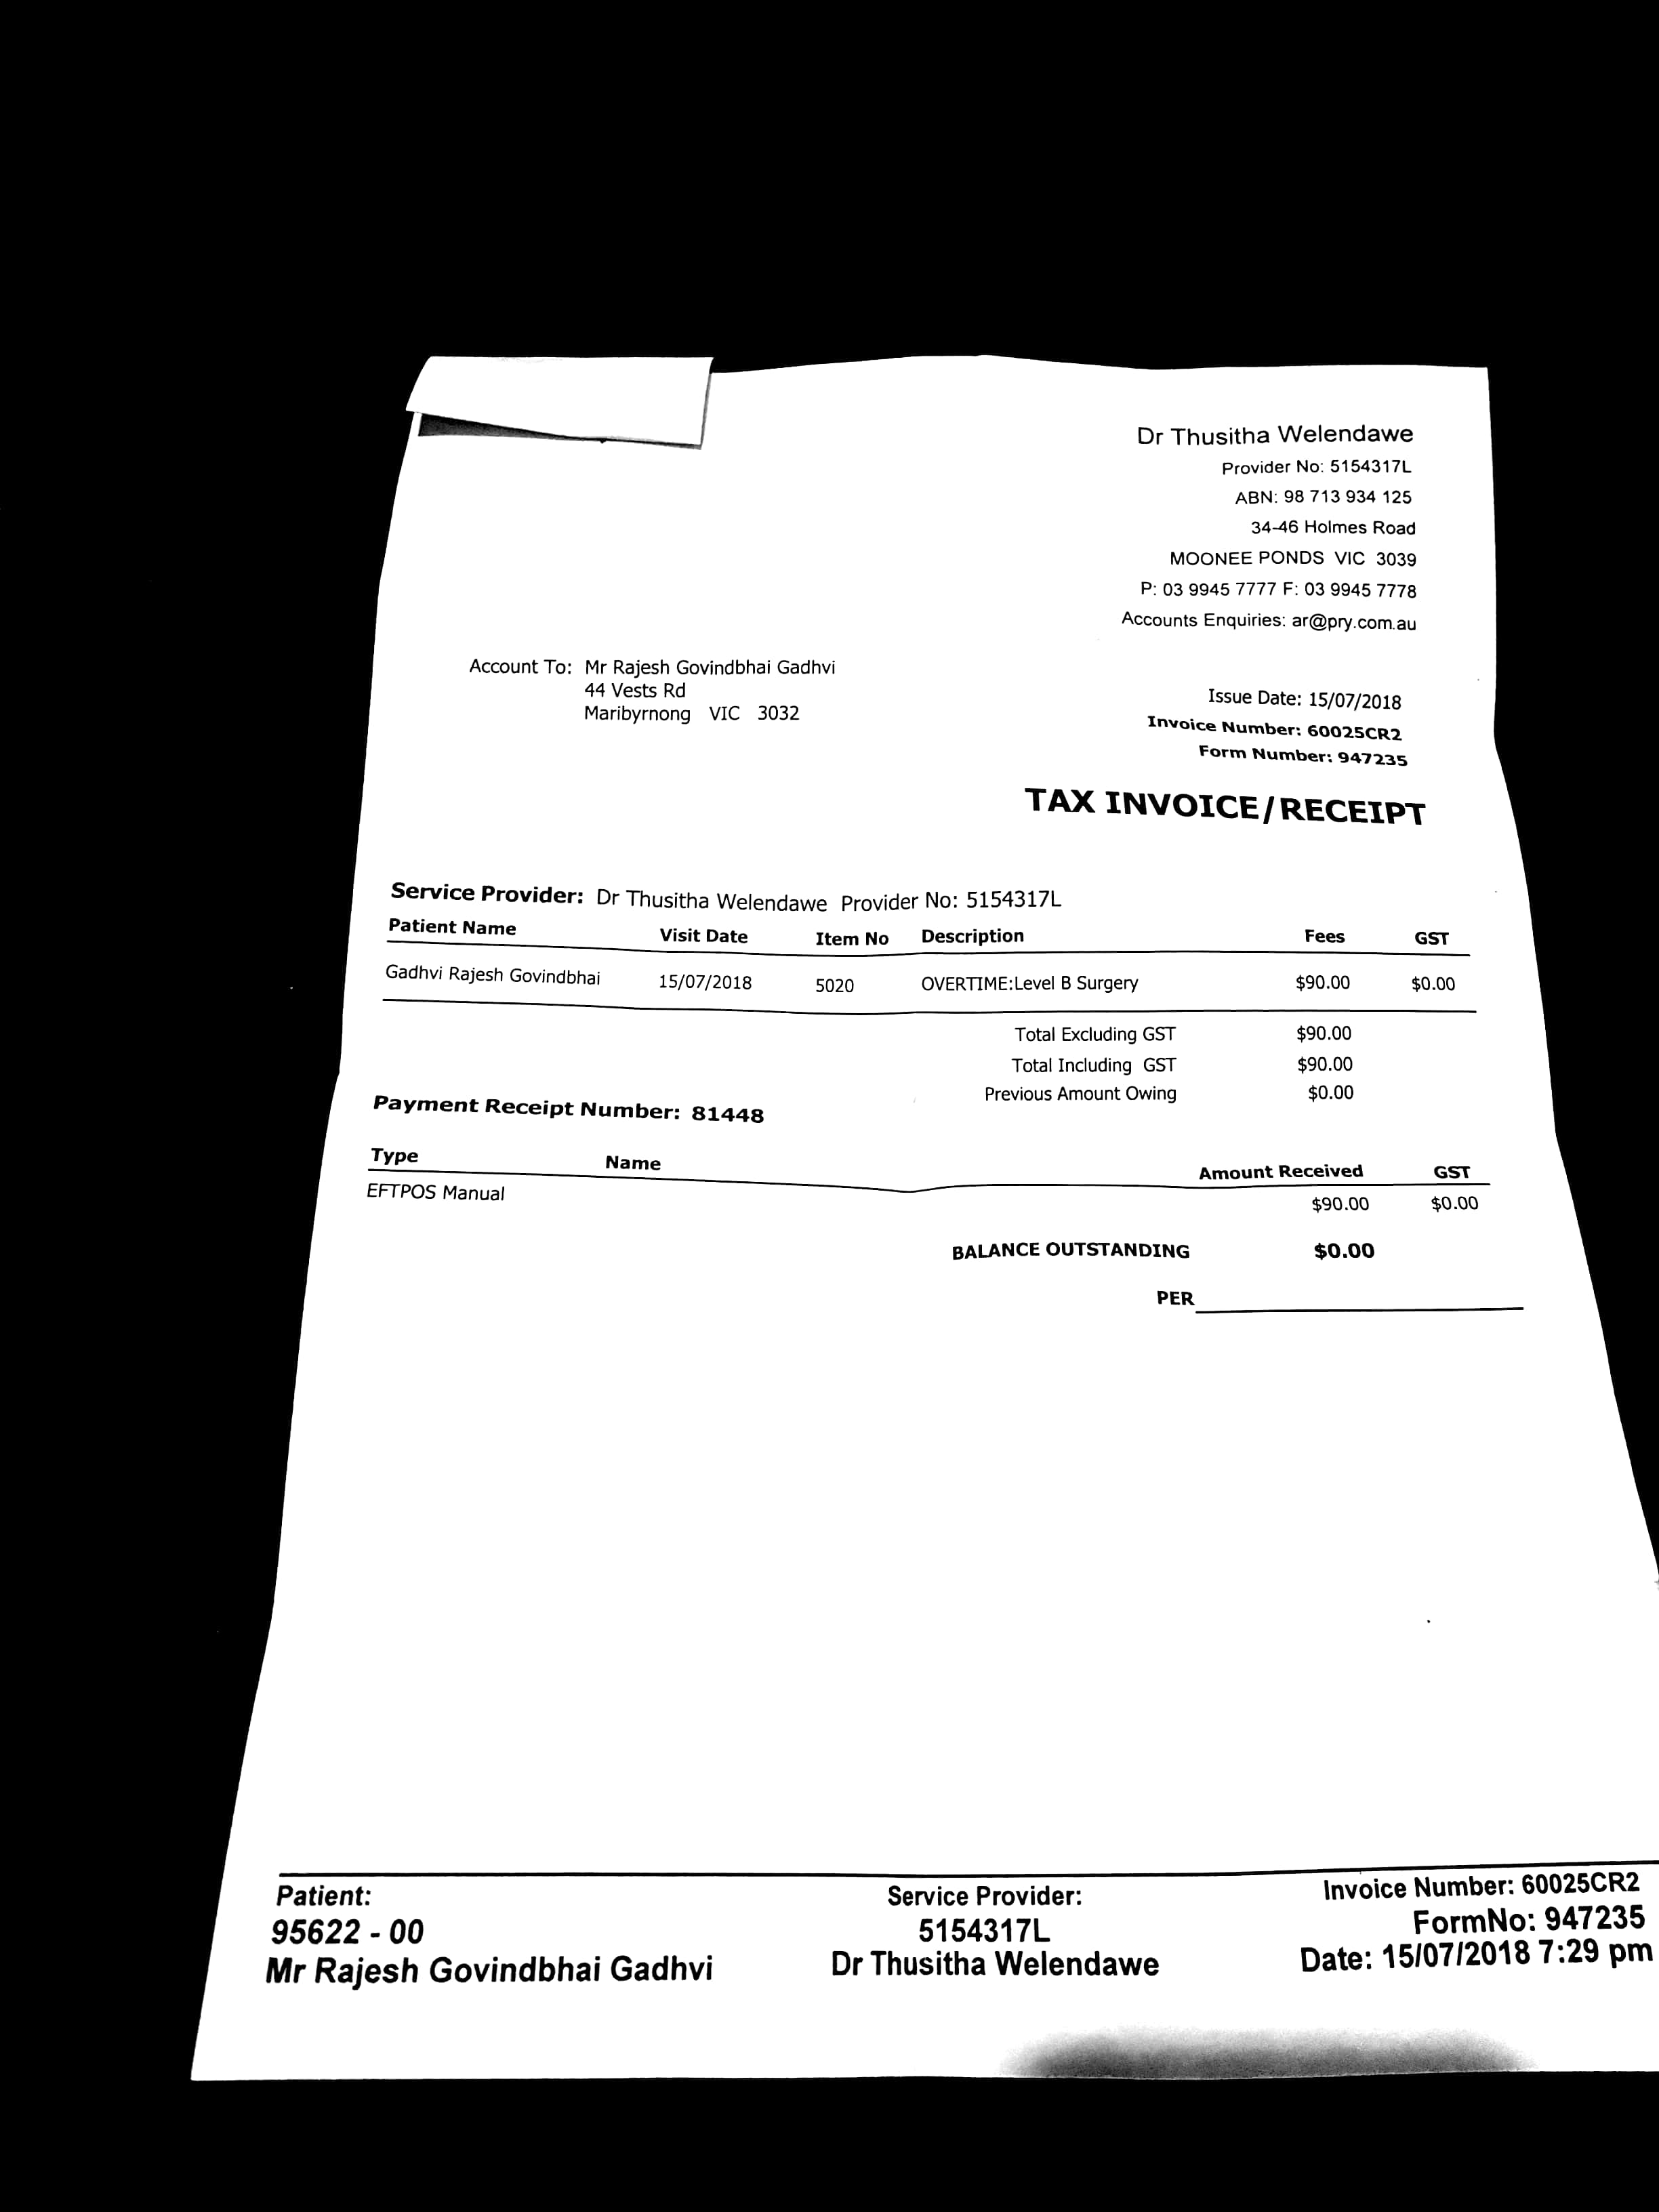 Dr Thusitha Welendawe
Provider No: 5154317L
ABN: 98 713 934 125
34-46 Holmes Road
MOONEE PONDS VIC 3039
P: 03 9945 7777 F: 03 9945 7778
Accounts Enquiries: ar@pry.com.au
Account To: Mr Rajesh Govindbhai Gadhvi
44 Vests Rd
Maribyrnong VIC 3032
Issue Date: 15/07/2018
Invoice Number: 60025CR2
Form Number: 947235
TAX INVOICE/RECEIPT
Service Provider: Dr Thusitha Welendawe Provider No: 5154317L
Patient Name Visit Date Item No Description Fees GST
Gadhvi Rajesh Govindbhai 15/07/2018 5020 OVERTIME:Level B Surgery $90.00 $0.00
Total Excluding GST $90.00
Total Including GST $90.00
Previous Amount Owing $0.00
Payment Receipt Number: 81448
Type Name Amount Received GST
EFTPOS Manual $90.00 $0.00
BALANCE OUTSTANDING $0.00
PER
Patient: Service Provider: Invoice Number: 60025CR2
95622 - 00 5154317L FormNo: 947235
Mr Rajesh Govindbhai Gadhvi Dr Thusitha Welendawe Date: 15/07/2018 7:29 pm